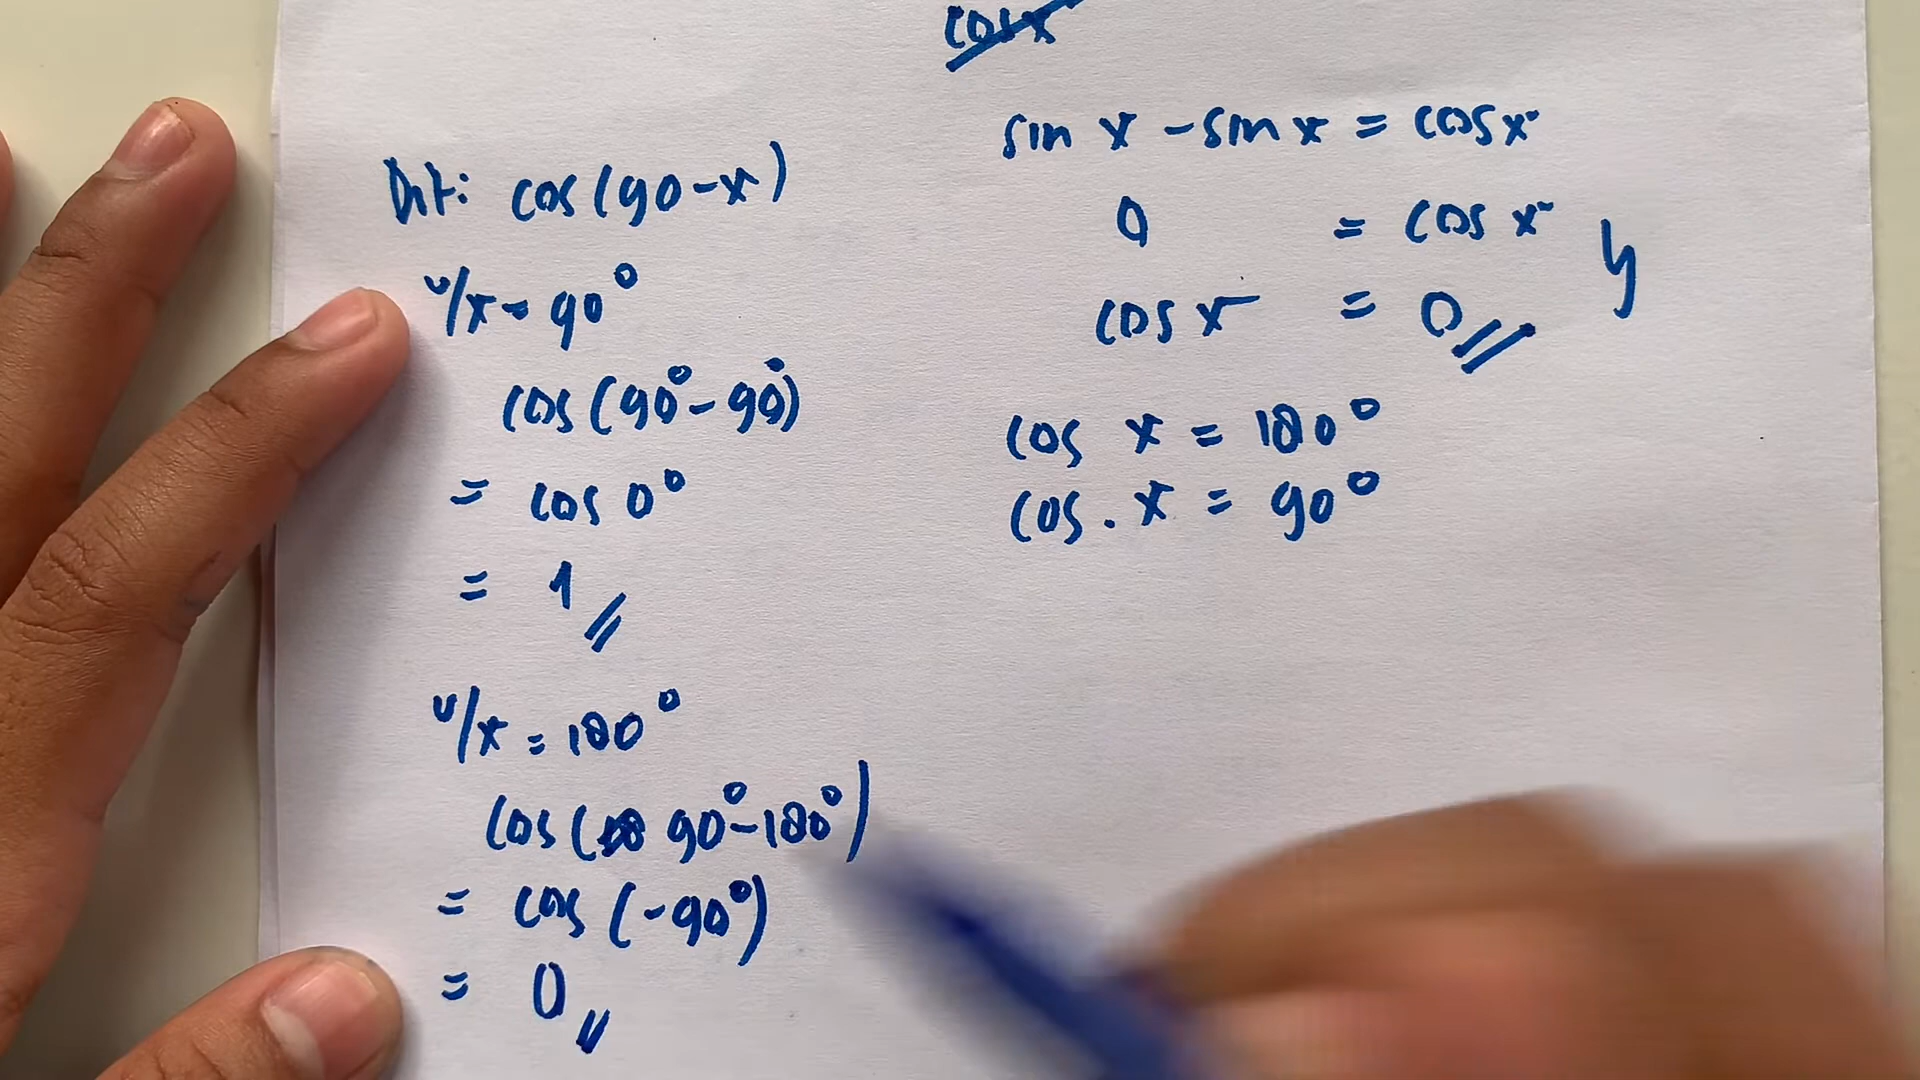 cos x
sin x - sin x = cos x
0 = cos x
cos x = 0 //
cos x = 180°
cos . x = 90°
Dit: cos (90 - x)
u/x = 90°
cos (90° - 90°)
= cos 0°
= 1 //
u/x = 180°
cos ( 90° - 180°)
= cos (-90°)
= 0 //